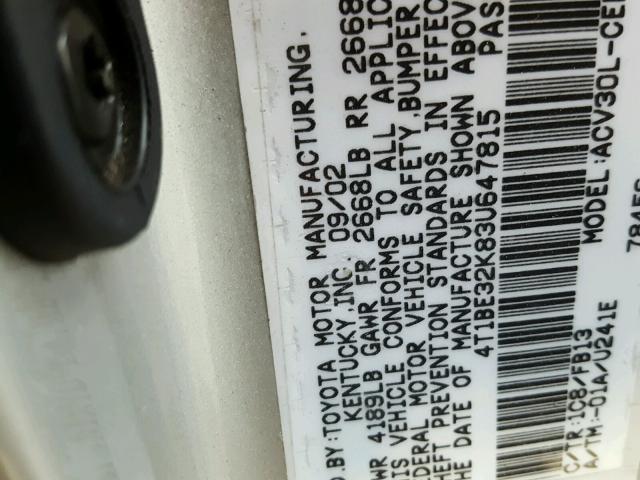 D.BY:TOYOTA MOTOR MANUFACTURING,
KENTUCKY,INC. 09/02
WR 4189LB GAWR FR 2668LB RR 2668
IS VEHICLE CONFORMS TO ALL APPLIC
DERAL MOTOR VEHICLE SAFETY,BUMPER
HEFT PREVENTION STANDARDS IN EFFEC
HE DATE OF MANUFACTURE SHOWN ABOV
4T1BE32K83U647815 PAS
C/TR:1C8/FB13 MODEL:ACV30L-CE
A/TM:-01A/U241E